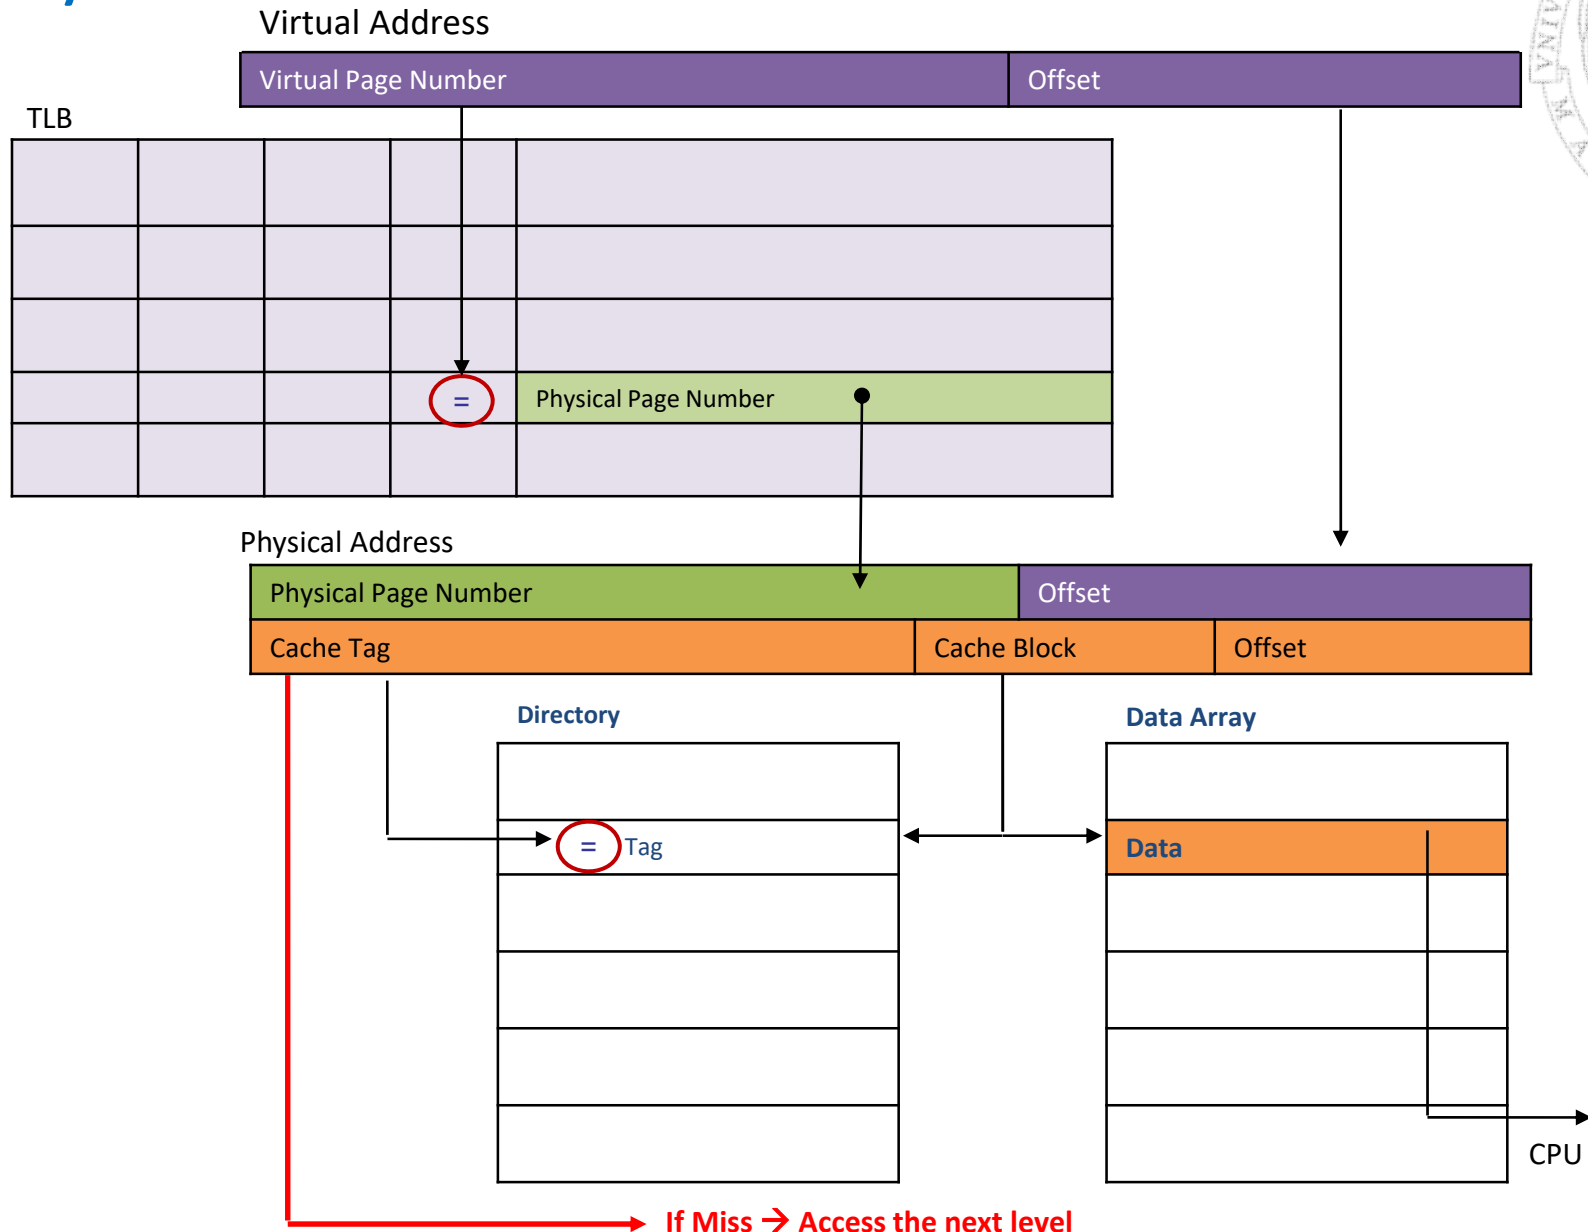 Virtual Address
Virtual Page Number Offset
TLB
= Physical Page Number
Physical Address
Physical Page Number Offset
Cache Tag Cache Block Offset
Directory Data Array
= Tag Data
CPU
If Miss → Access the next level